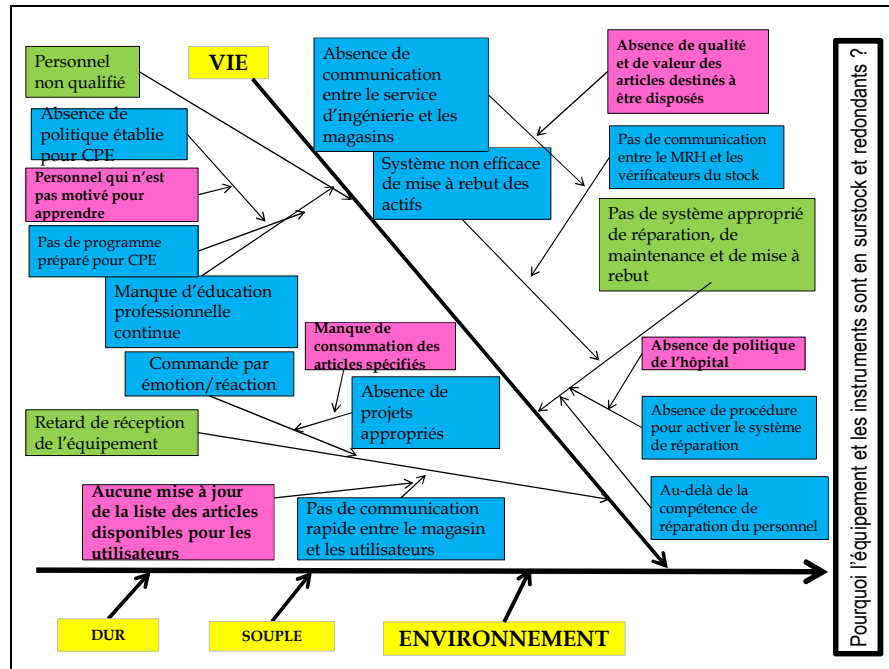 Personnel
non qualifié
VIE
Absence de
communication
entre le service
d'ingénierie et les
magasins
Absence de qualité
et de valeur des
articles destinés à
être disposés
Absence de
politique établie
pour CPE
Système non efficace
de mise à rebut des
actifs
Pas de communication
entre le MRH et les
vérificateurs du stock
Personnel qui n'est
pas motivé pour
apprendre
Pas de système approprié
de réparation, de
maintenance et de mise à
rebut
Pas de programme
préparé pour CPE
Manque d'éducation
professionnelle
continue
Manque de
consommation des
articles spécifiés
Absence de politique
de l'hôpital
Commande par
émotion/réaction
Absence de
projets
appropriés
Absence de procédure
pour activer le système
de réparation
Retard de réception
de l'équipement
Aucune mise à jour
de la liste des articles
disponibles pour les
utilisateurs
Pas de communication
rapide entre le magasin
et les utilisateurs
Au-delà de la
compétence de
réparation du personnel
DUR
SOUPLE
ENVIRONNEMENT
Pourquoi l'équipement et les instruments sont en surstock et redondants ?